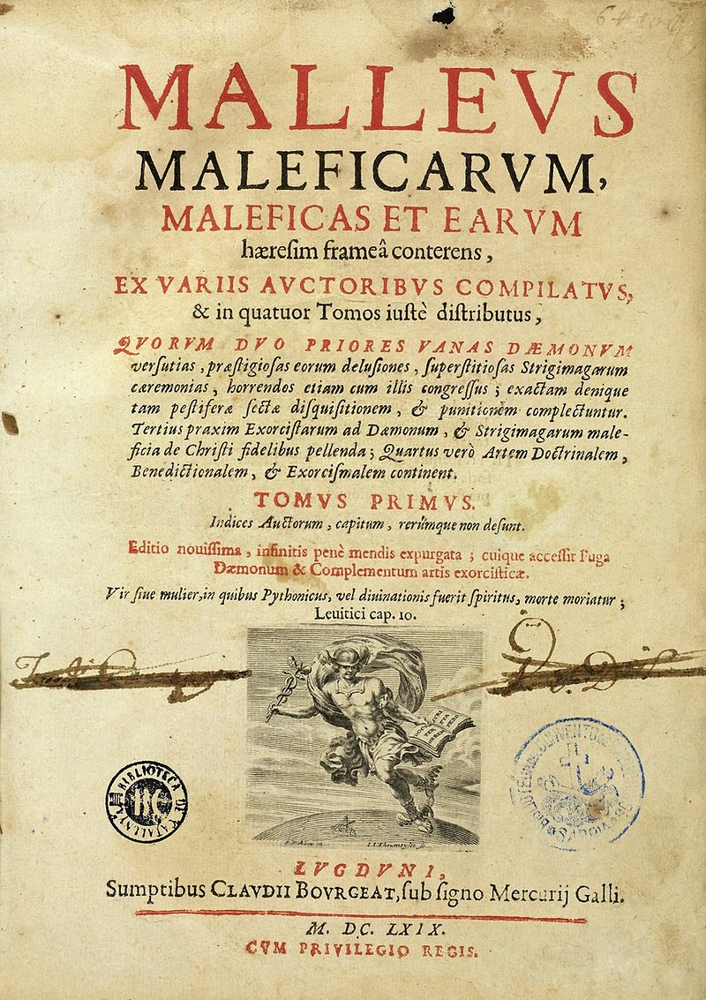 MALLEVS
MALEFICARVM,
MALEFICAS ET EARVM
hæreſim frameâ conterens,
EX VARIIS AVCTORIBVS COMPILATVS,
& in quatuor Tomos iuſtè diſtributus,
QVORVM DVO PRIORES VANAS DÆMONVM
verſutias, præſtigioſas eorum deluſiones, ſuperſtitioſas Strigimagarum
cæremonias, horrendos etiam cum illis congreſſus; exactam denique
tam peſtiferæ ſectæ diſquiſitionem, & punitionem complectuntur.
Tertius praxim Exorciſtarum ad Dæmonum, & Strigimagarum male-
ficia de Chriſti fidelibus pellenda; Quartus verò Artem Doctrinalem,
Benedictionalem, & Exorciſmalem continent.
TOMVS PRIMVS.
Indices Auctorum, capitum, rerúmque non deſunt.
Editio nouiſſima, infinitis penè mendis expurgata; cuique acceſſit Fuga
Dæmonum & Complementum artis exorciſticæ.
Vir ſiue mulier, in quibus Pythonicus, vel diuinationis fuerit ſpiritus, morte moriatur;
Leuitici cap. 10.
BIBLIOTECA DE CATALUNYA
BC
LVGDVNI,
Sumptibus CLAVDII BOVRGEAT, ſub ſigno Mercurij Galli.
M. DC. LXIX.
CVM PRIVILEGIO REGIS.